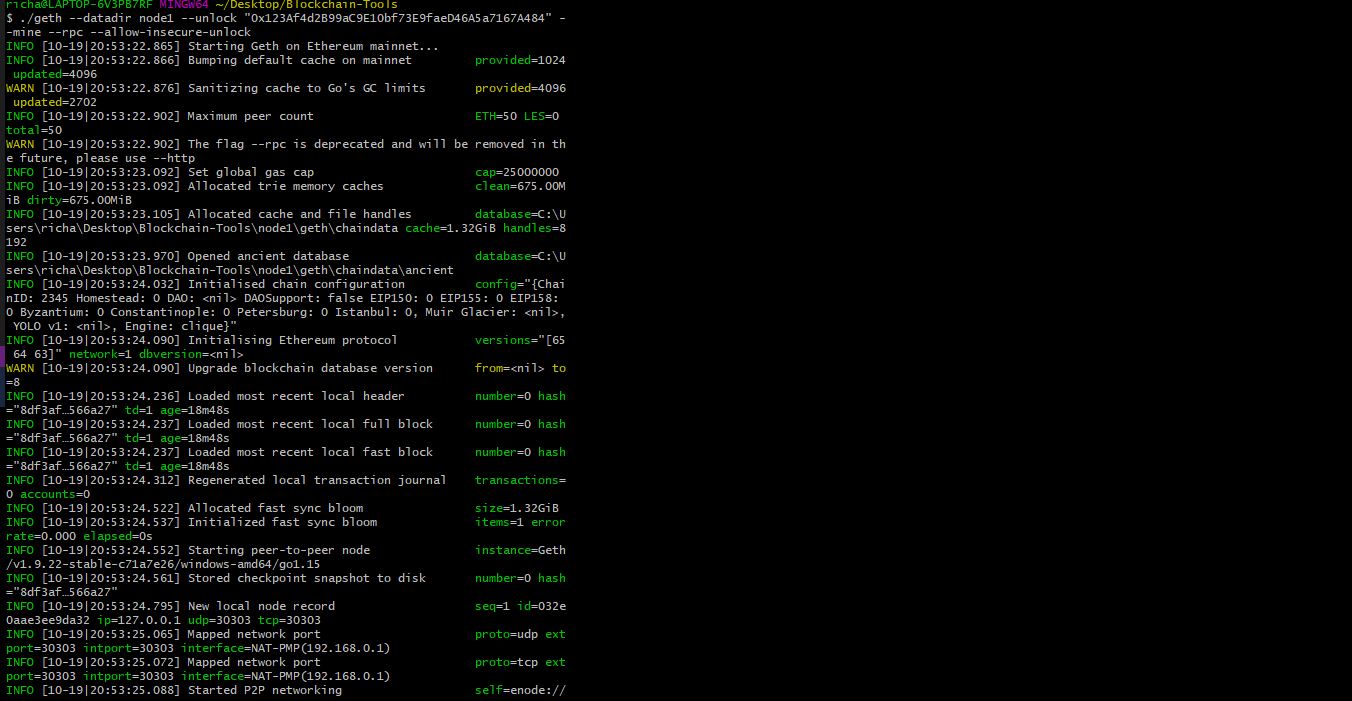 richa@LAPTOP-6V3PB7RF MINGW64 ~/Desktop/Blockchain-Tools
$ ./geth --datadir node1 --unlock "0x123Af4d2B99aC9E10bf73E9faeD46A5a7167A484" -
-mine --rpc --allow-insecure-unlock
INFO [10-19|20:53:22.865] Starting Geth on Ethereum mainnet...
INFO [10-19|20:53:22.866] Bumping default cache on mainnet         provided=1024
 updated=4096
WARN [10-19|20:53:22.876] Sanitizing cache to Go's GC limits       provided=4096
 updated=2702
INFO [10-19|20:53:22.902] Maximum peer count                       ETH=50 LES=0
total=50
WARN [10-19|20:53:22.902] The flag --rpc is deprecated and will be removed in th
e future, please use --http
INFO [10-19|20:53:23.092] Set global gas cap                       cap=25000000
INFO [10-19|20:53:23.092] Allocated trie memory caches             clean=675.00M
iB dirty=675.00MiB
INFO [10-19|20:53:23.105] Allocated cache and file handles         database=C:\U
sers\richa\Desktop\Blockchain-Tools\node1\geth\chaindata cache=1.32GiB handles=8
192
INFO [10-19|20:53:23.970] Opened ancient database                  database=C:\U
sers\richa\Desktop\Blockchain-Tools\node1\geth\chaindata\ancient
INFO [10-19|20:53:24.032] Initialised chain configuration          config="{Chai
nID: 2345 Homestead: 0 DAO: <nil> DAOSupport: false EIP150: 0 EIP155: 0 EIP158:
0 Byzantium: 0 Constantinople: 0 Petersburg: 0 Istanbul: 0, Muir Glacier: <nil>,
 YOLO v1: <nil>, Engine: clique}"
INFO [10-19|20:53:24.090] Initialising Ethereum protocol           versions="[65
 64 63]" network=1 dbversion=<nil>
WARN [10-19|20:53:24.090] Upgrade blockchain database version      from=<nil> to
=8
INFO [10-19|20:53:24.236] Loaded most recent local header          number=0 hash
="8df3af…566a27" td=1 age=18m48s
INFO [10-19|20:53:24.237] Loaded most recent local full block      number=0 hash
="8df3af…566a27" td=1 age=18m48s
INFO [10-19|20:53:24.237] Loaded most recent local fast block      number=0 hash
="8df3af…566a27" td=1 age=18m48s
INFO [10-19|20:53:24.312] Regenerated local transaction journal    transactions=
0 accounts=0
INFO [10-19|20:53:24.522] Allocated fast sync bloom                size=1.32GiB
INFO [10-19|20:53:24.537] Initialized fast sync bloom              items=1 error
rate=0.000 elapsed=0s
INFO [10-19|20:53:24.552] Starting peer-to-peer node               instance=Geth
/v1.9.22-stable-c71a7e26/windows-amd64/go1.15
INFO [10-19|20:53:24.561] Stored checkpoint snapshot to disk       number=0 hash
="8df3af…566a27"
INFO [10-19|20:53:24.795] New local node record                    seq=1 id=032e
0aae3ee9da32 ip=127.0.0.1 udp=30303 tcp=30303
INFO [10-19|20:53:25.065] Mapped network port                      proto=udp ext
port=30303 intport=30303 interface=NAT-PMP(192.168.0.1)
INFO [10-19|20:53:25.072] Mapped network port                      proto=tcp ext
port=30303 intport=30303 interface=NAT-PMP(192.168.0.1)
INFO [10-19|20:53:25.088] Started P2P networking                   self=enode://